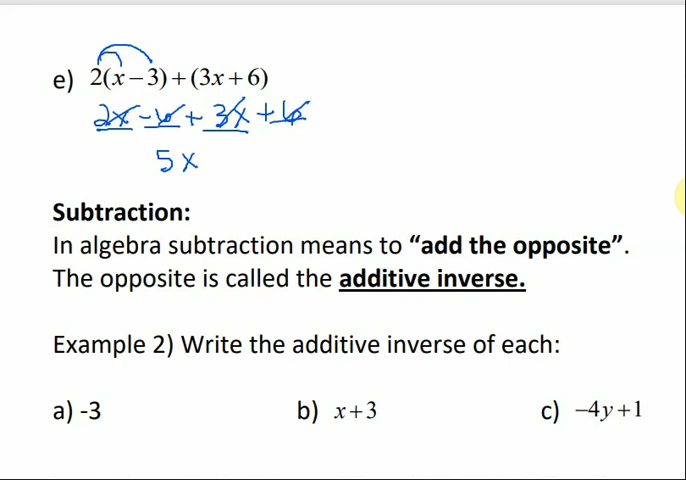 e) 2(x−3)+(3x+6)
2x -6 + 3x +6
5x
Subtraction:
In algebra subtraction means to “add the opposite”.
The opposite is called the additive inverse.
Example 2) Write the additive inverse of each:
a) -3 b) x+3 c) −4y+1